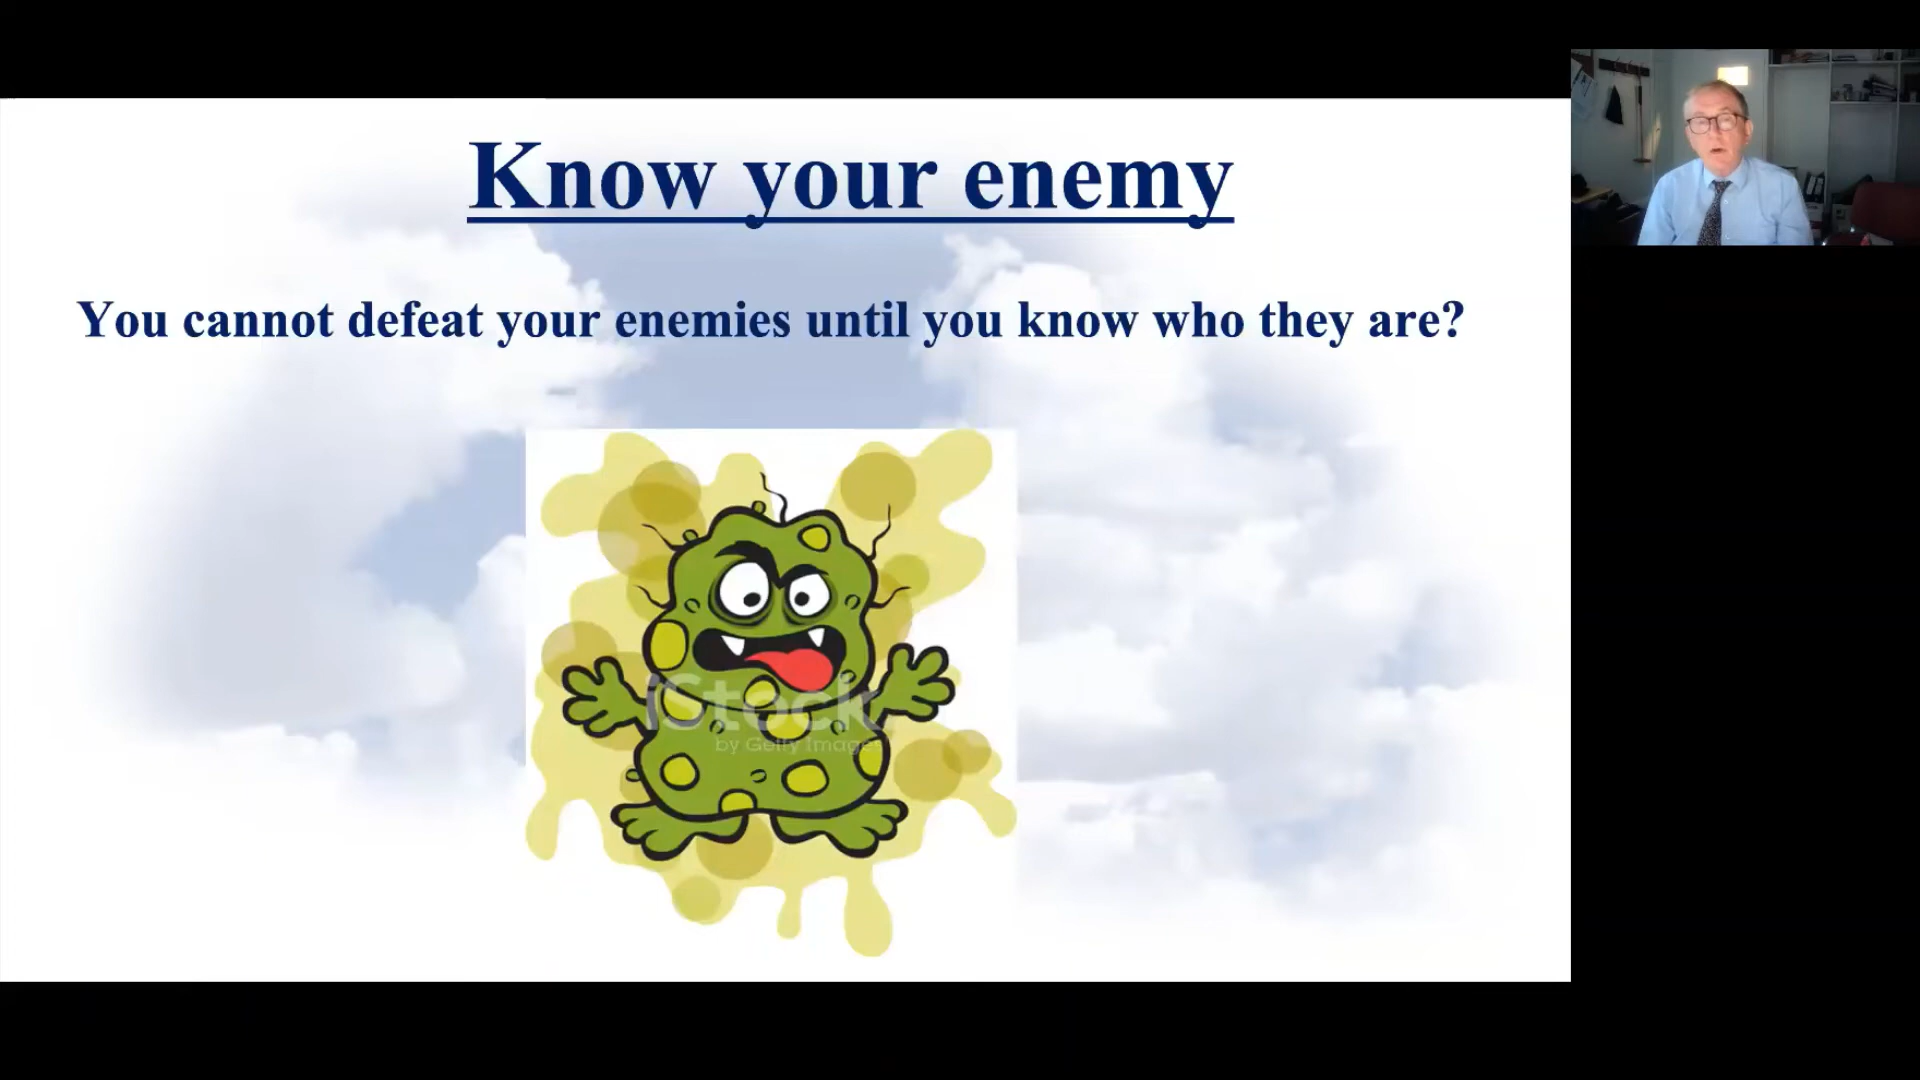 Know your enemy
You cannot defeat your enemies until you know who they are?
iStock
by Getty Images